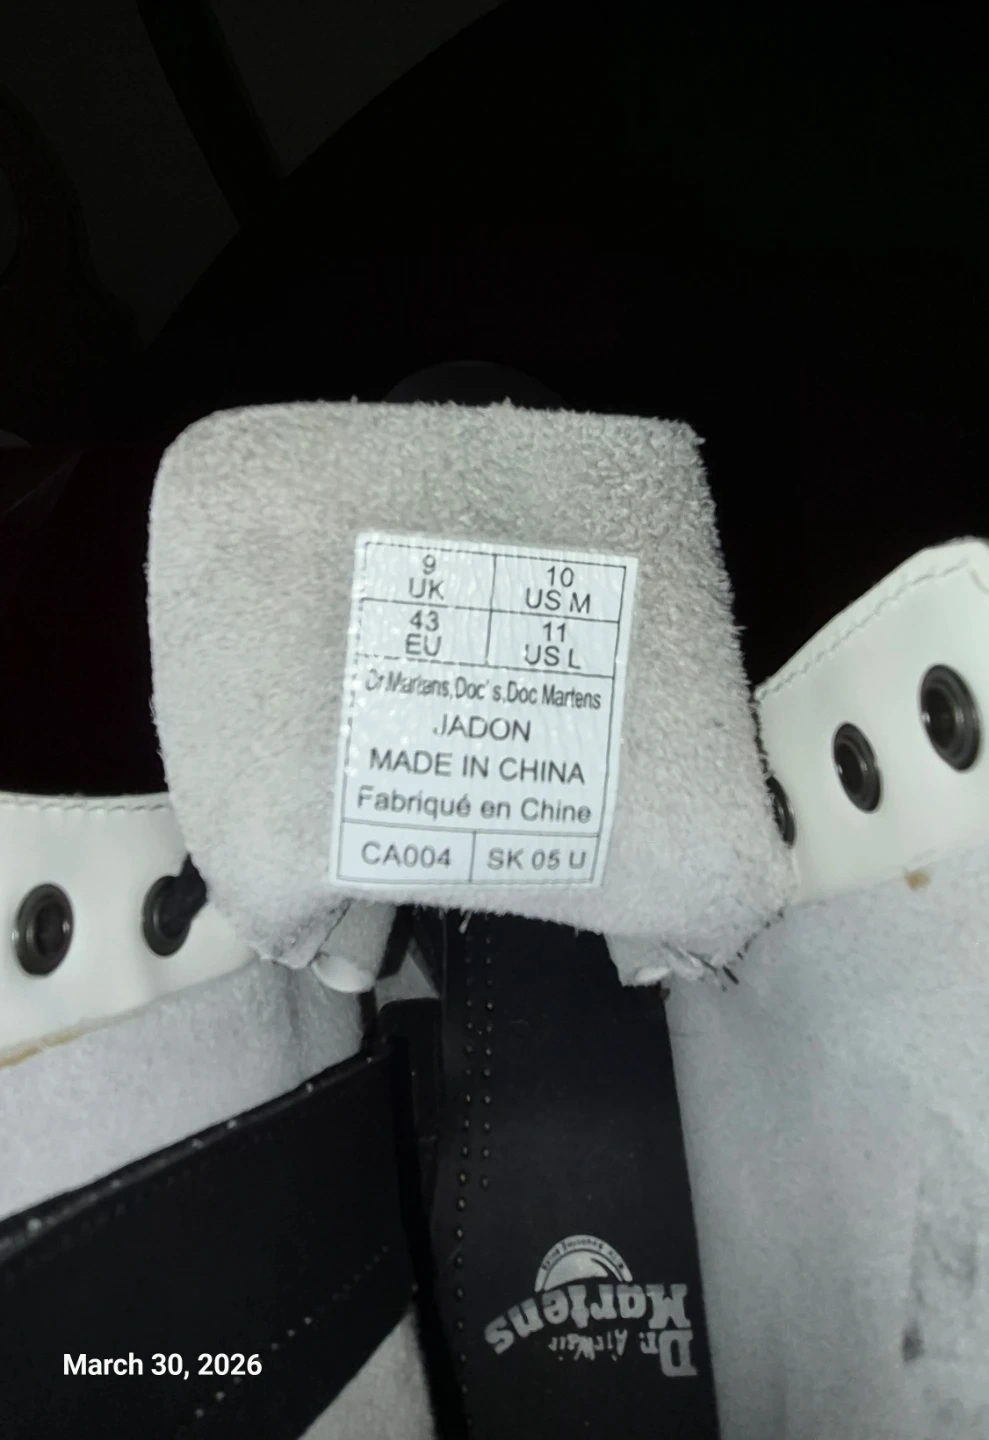 9
UK
10
US M
43
EU
11
US L
Dr.Martens,Doc's,Doc Martens
JADON
MADE IN CHINA
Fabriqué en Chine
CA004
SK 05 U
Dr.
Martens
AirWair
March 30, 2026